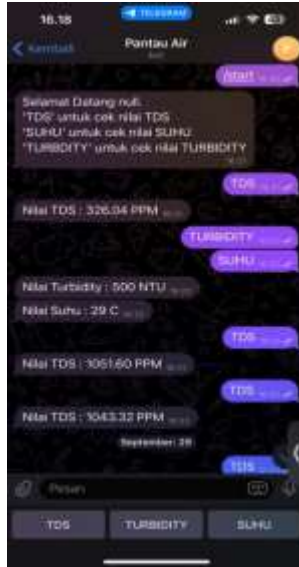 16.18
TELEGRAM
Kembali
Pantau Air
bot
/start
Selamat Datang null.
'TDS' untuk cek nilai TDS
'SUHU' untuk cek nilai SUHU
'TURBDITY' untuk cek nilai TURBIDITY
TDS
Nilai TDS : 326.04 PPM
TURBIDITY
SUHU
Nilai Turbidity : 500 NTU
Nilai Suhu : 29 C
TDS
Nilai TDS : 1051.60 PPM
TDS
Nilai TDS : 1043.32 PPM
September 29
TDS
Pesan
TDS
TURBIDITY
SUHU